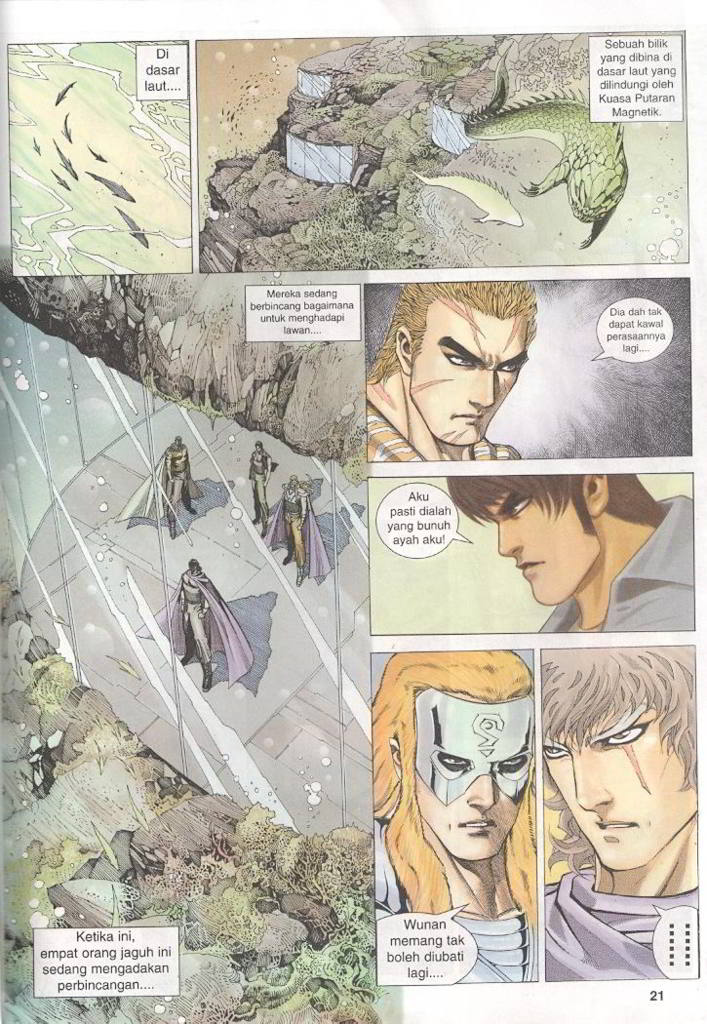 Di
dasar
laut....
Sebuah bilik
yang dibina di
dasar laut yang
dilindungi oleh
Kuasa Putaran
Magnetik.
Mereka sedang
berbincang bagaimana
untuk menghadapi
lawan....
Dia dah tak
dapat kawal
perasaannya
lagi....
Aku
pasti dialah
yang bunuh
ayah aku!
Wunan
memang tak
boleh diubati
lagi....
Ketika ini,
empat orang jaguh ini
sedang mengadakan
perbincangan....
21